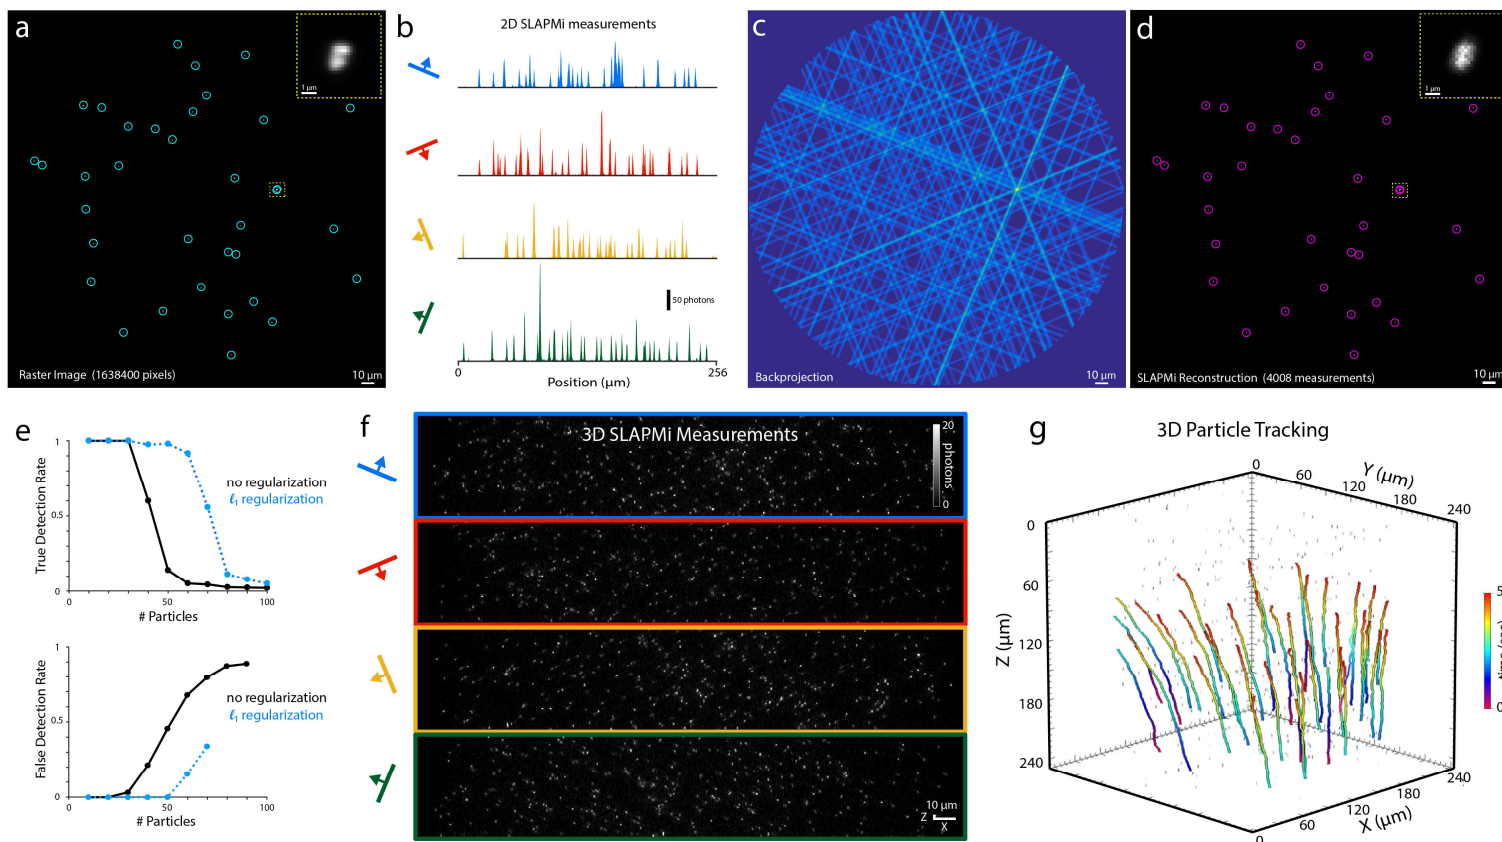 a
1 µm
Raster Image (1638400 pixels)
10 µm
b
2D SLAPMi measurements
50 photons
0
256
Position (µm)
c
Backprojection
10 µm
d
1 µm
SLAPMi Reconstruction (4008 measurements)
10 µm
e
1
0.5
0
True Detection Rate
no regularization
ℓ1 regularization
0
50
100
# Particles
1
0.5
0
False Detection Rate
no regularization
ℓ1 regularization
0
50
100
# Particles
f
3D SLAPMi Measurements
20
photons
0
10 µm
Z
X
g
3D Particle Tracking
0
60
120
180
240
Y (µm)
0
60
120
180
240
Z (µm)
0
60
120
180
240
X (µm)
5
0